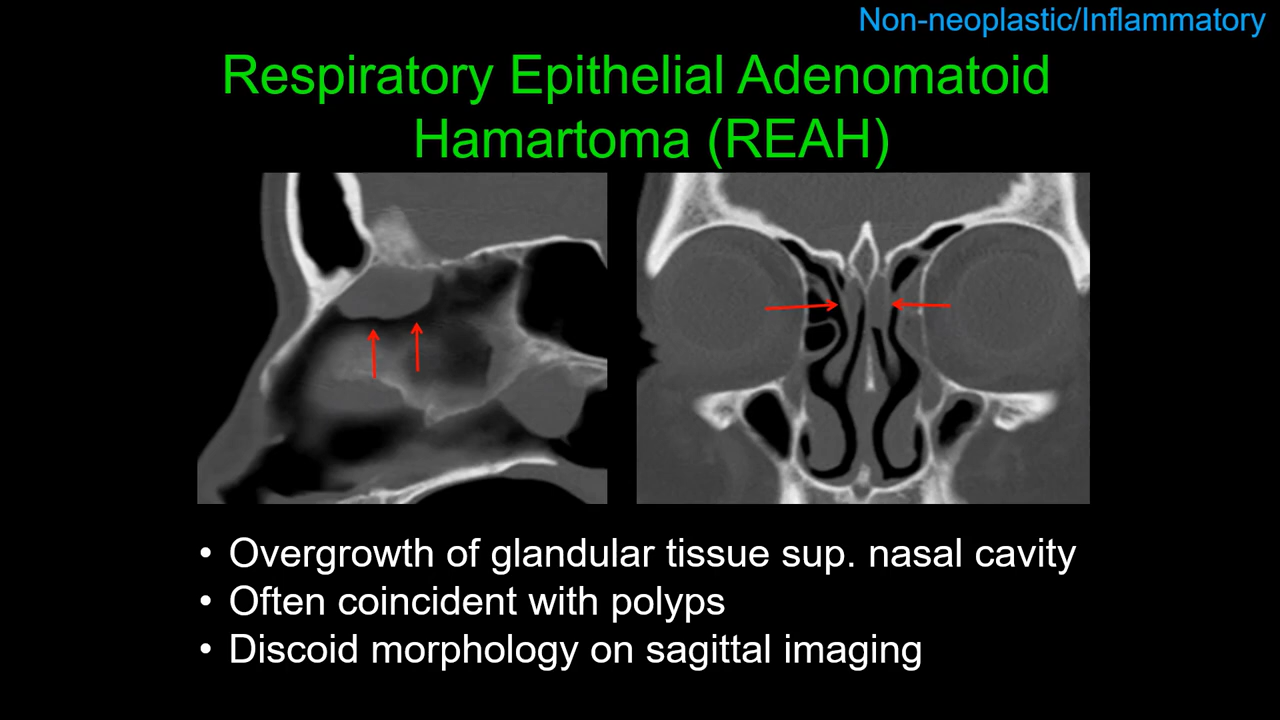 Non-neoplastic/Inflammatory
Respiratory Epithelial Adenomatoid
Hamartoma (REAH)
• Overgrowth of glandular tissue sup. nasal cavity
• Often coincident with polyps
• Discoid morphology on sagittal imaging